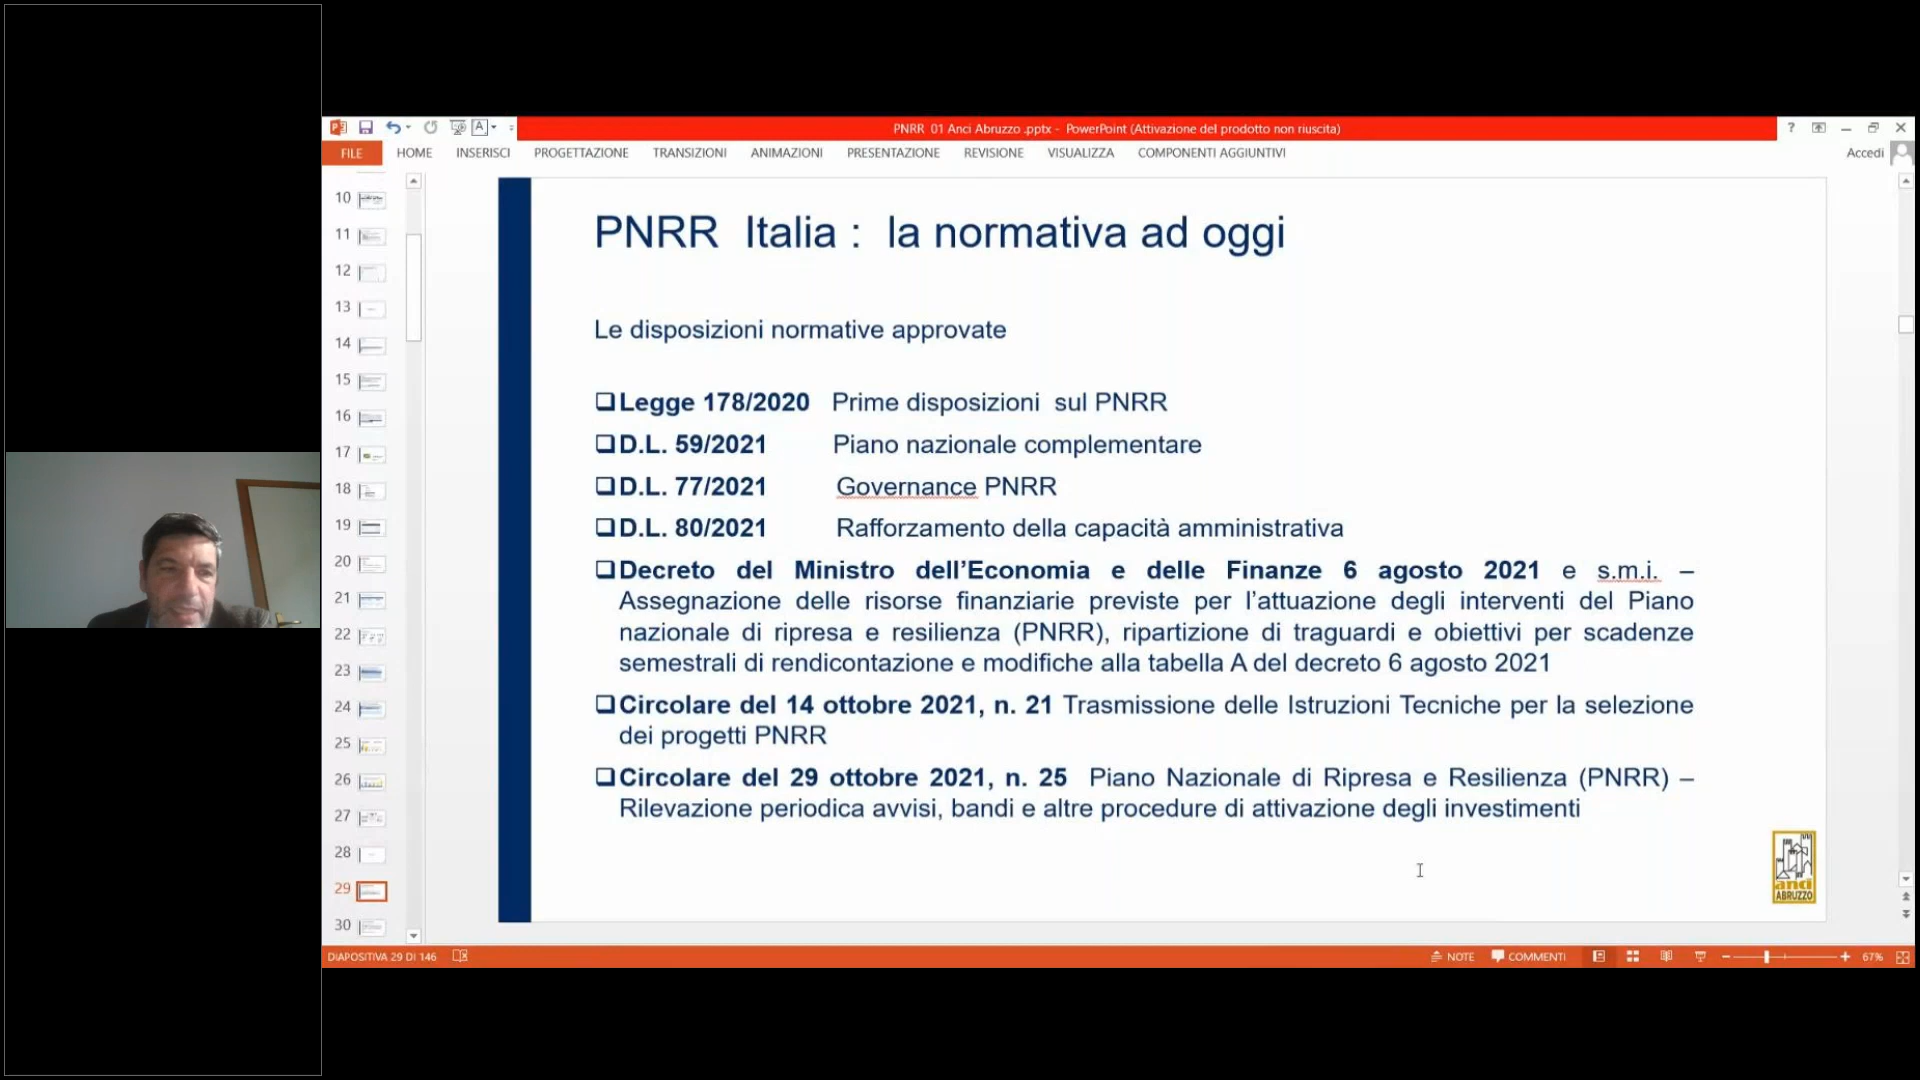 PNRR 01 Anci Abruzzo .pptx - PowerPoint (Attivazione del prodotto non riuscita)
FILE HOME INSERISCI PROGETTAZIONE TRANSIZIONI ANIMAZIONI PRESENTAZIONE REVISIONE VISUALIZZA COMPONENTI AGGIUNTIVI Accedi
10
11
12
13
14
15
16
17
18
19
20
21
22
23
24
25
26
27
28
29
30
PNRR Italia : la normativa ad oggi
Le disposizioni normative approvate
❑Legge 178/2020 Prime disposizioni sul PNRR
❑D.L. 59/2021 Piano nazionale complementare
❑D.L. 77/2021 Governance PNRR
❑D.L. 80/2021 Rafforzamento della capacità amministrativa
❑Decreto del Ministro dell’Economia e delle Finanze 6 agosto 2021 e s.m.i. –
Assegnazione delle risorse finanziarie previste per l’attuazione degli interventi del Piano
nazionale di ripresa e resilienza (PNRR), ripartizione di traguardi e obiettivi per scadenze
semestrali di rendicontazione e modifiche alla tabella A del decreto 6 agosto 2021
❑Circolare del 14 ottobre 2021, n. 21 Trasmissione delle Istruzioni Tecniche per la selezione
dei progetti PNRR
❑Circolare del 29 ottobre 2021, n. 25 Piano Nazionale di Ripresa e Resilienza (PNRR) –
Rilevazione periodica avvisi, bandi e altre procedure di attivazione degli investimenti
anci
ABRUZZO
DIAPOSITIVA 29 DI 146 NOTE COMMENTI 67%